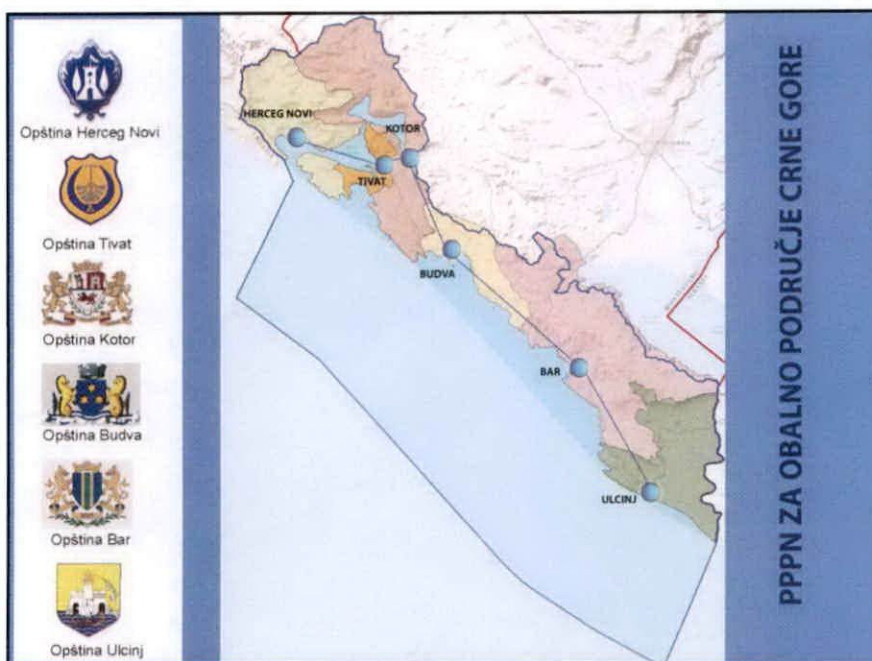 Opština Herceg Novi
Opština Tivat
Opština Kotor
Opština Budva
Opština Bar
Opština Ulcinj
HERCEG NOVI
KOTOR
TIVAT
BUDVA
BAR
ULCINJ
PPPN ZA OBALNO PODRUČJE CRNE GORE